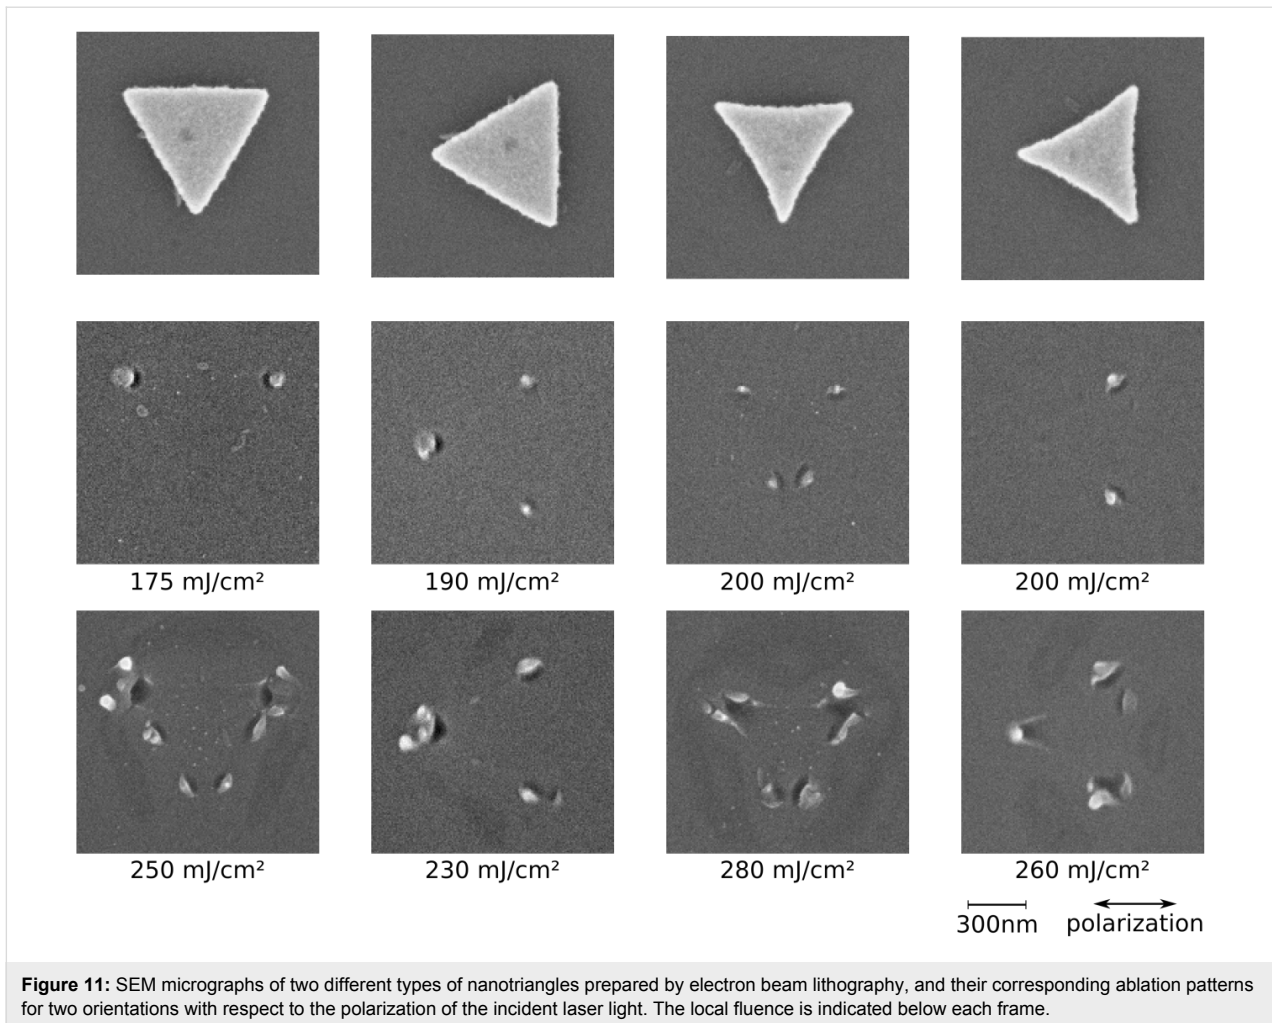 175 mJ/cm²
190 mJ/cm²
200 mJ/cm²
200 mJ/cm²
250 mJ/cm²
230 mJ/cm²
280 mJ/cm²
260 mJ/cm²
300nm
polarization
Figure 11: SEM micrographs of two different types of nanotriangles prepared by electron beam lithography, and their corresponding ablation patterns
for two orientations with respect to the polarization of the incident laser light. The local fluence is indicated below each frame.